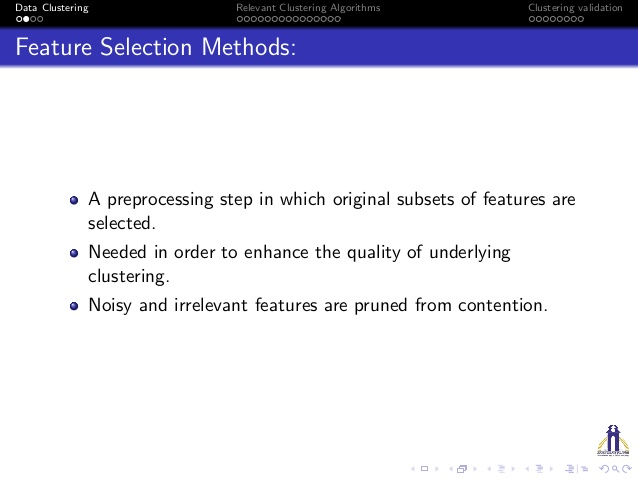 Data Clustering
Relevant Clustering Algorithms
Clustering validation
Feature Selection Methods:
A preprocessing step in which original subsets of features are
selected.
Needed in order to enhance the quality of underlying
clustering.
Noisy and irrelevant features are pruned from contention.